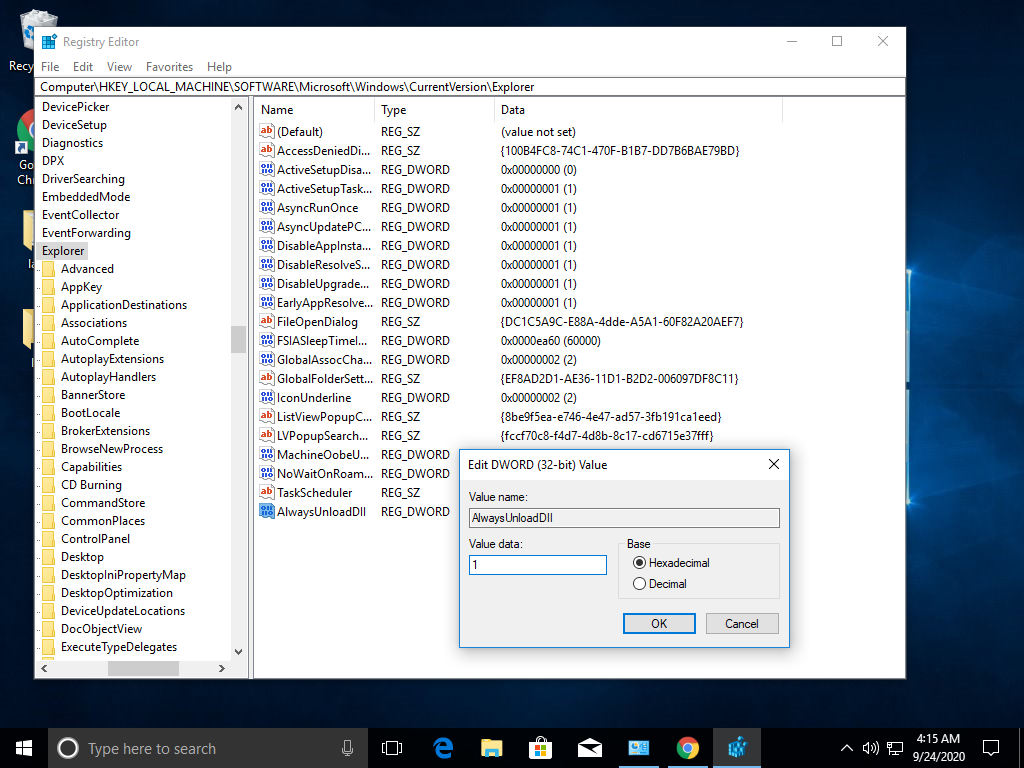 Recy
Go
Chr
Registry Editor
File Edit View Favorites Help
Computer\HKEY_LOCAL_MACHINE\SOFTWARE\Microsoft\Windows\CurrentVersion\Explorer
DevicePicker
DeviceSetup
Diagnostics
DPX
DriverSearching
EmbeddedMode
EventCollector
EventForwarding
Explorer
Advanced
AppKey
ApplicationDestinations
Associations
AutoComplete
AutoplayExtensions
AutoplayHandlers
BannerStore
BootLocale
BrokerExtensions
BrowseNewProcess
Capabilities
CD Burning
CommandStore
CommonPlaces
ControlPanel
Desktop
DesktopIniPropertyMap
DesktopOptimization
DeviceUpdateLocations
DocObjectView
ExecuteTypeDelegates
Name Type Data
(Default) REG_SZ (value not set)
AccessDeniedDi... REG_SZ {100B4FC8-74C1-470F-B1B7-DD7B6BAE79BD}
ActiveSetupDisa... REG_DWORD 0x00000000 (0)
ActiveSetupTask... REG_DWORD 0x00000001 (1)
AsyncRunOnce REG_DWORD 0x00000001 (1)
AsyncUpdatePC... REG_DWORD 0x00000001 (1)
DisableAppInsta... REG_DWORD 0x00000001 (1)
DisableResolveS... REG_DWORD 0x00000001 (1)
DisableUpgrade... REG_DWORD 0x00000001 (1)
EarlyAppResolve... REG_DWORD 0x00000001 (1)
FileOpenDialog REG_SZ {DC1C5A9C-E88A-4dde-A5A1-60F82A20AEF7}
FSIASleepTimeI... REG_DWORD 0x0000ea60 (60000)
GlobalAssocCha... REG_DWORD 0x00000002 (2)
GlobalFolderSett... REG_SZ {EF8AD2D1-AE36-11D1-B2D2-006097DF8C11}
IconUnderline REG_DWORD 0x00000002 (2)
ListViewPopupC... REG_SZ {8be9f5ea-e746-4e47-ad57-3fb191ca1eed}
LVPopupSearch... REG_SZ {fccf70c8-f4d7-4d8b-8c17-cd6715e37fff}
MachineOobeU... REG_DWORD
NoWaitOnRoam... REG_DWORD
TaskScheduler REG_SZ
AlwaysUnloadDll REG_DWORD
Edit DWORD (32-bit) Value
Value name:
AlwaysUnloadDll
Value data:
1
Base
Hexadecimal
Decimal
OK Cancel
Type here to search
4:15 AM
9/24/2020